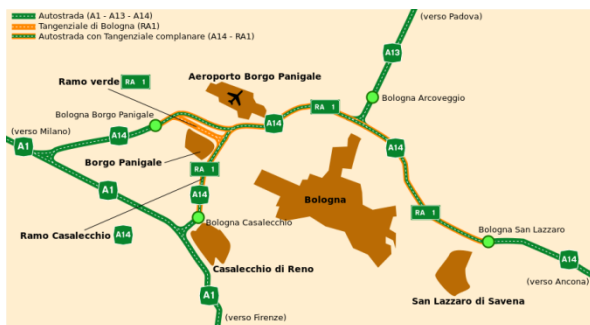 Autostrada (A1 - A13 - A14)
Tangenziale di Bologna (RA1)
Autostrada con Tangenziale complanare (A14 - RA1)
(verso Padova)
A13
Aeroporto Borgo Panigale
Ramo verde RA 1
Bologna Arcoveggio
RA 1
Bologna Borgo Panigale
A14
(verso Milano)
A14
A1
A14
Borgo Panigale
RA 1
A1
A14
Bologna
RA 1
Bologna Casalecchio
Bologna San Lazzaro
Ramo Casalecchio A14
A14
Casalecchio di Reno
(verso Ancona)
A1
San Lazzaro di Savena
(verso Firenze)